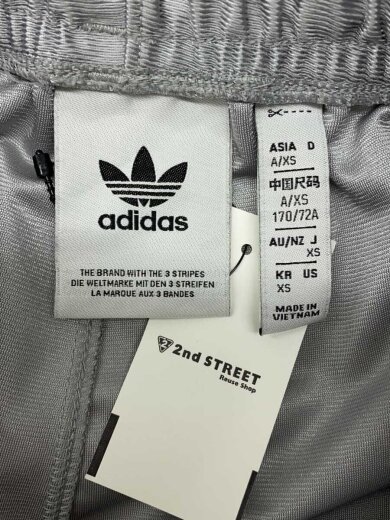 adidas
THE BRAND WITH THE 3 STRIPES
DIE WELTMARKE MIT DEN 3 STREIFEN
LA MARQUE AUX 3 BANDES
ASIA D
A/XS
中国尺码
A/XS
170/72A
AU/NZ J
XS
KR US
XS
MADE IN
VIETNAM
2nd STREET
Reuse Shop